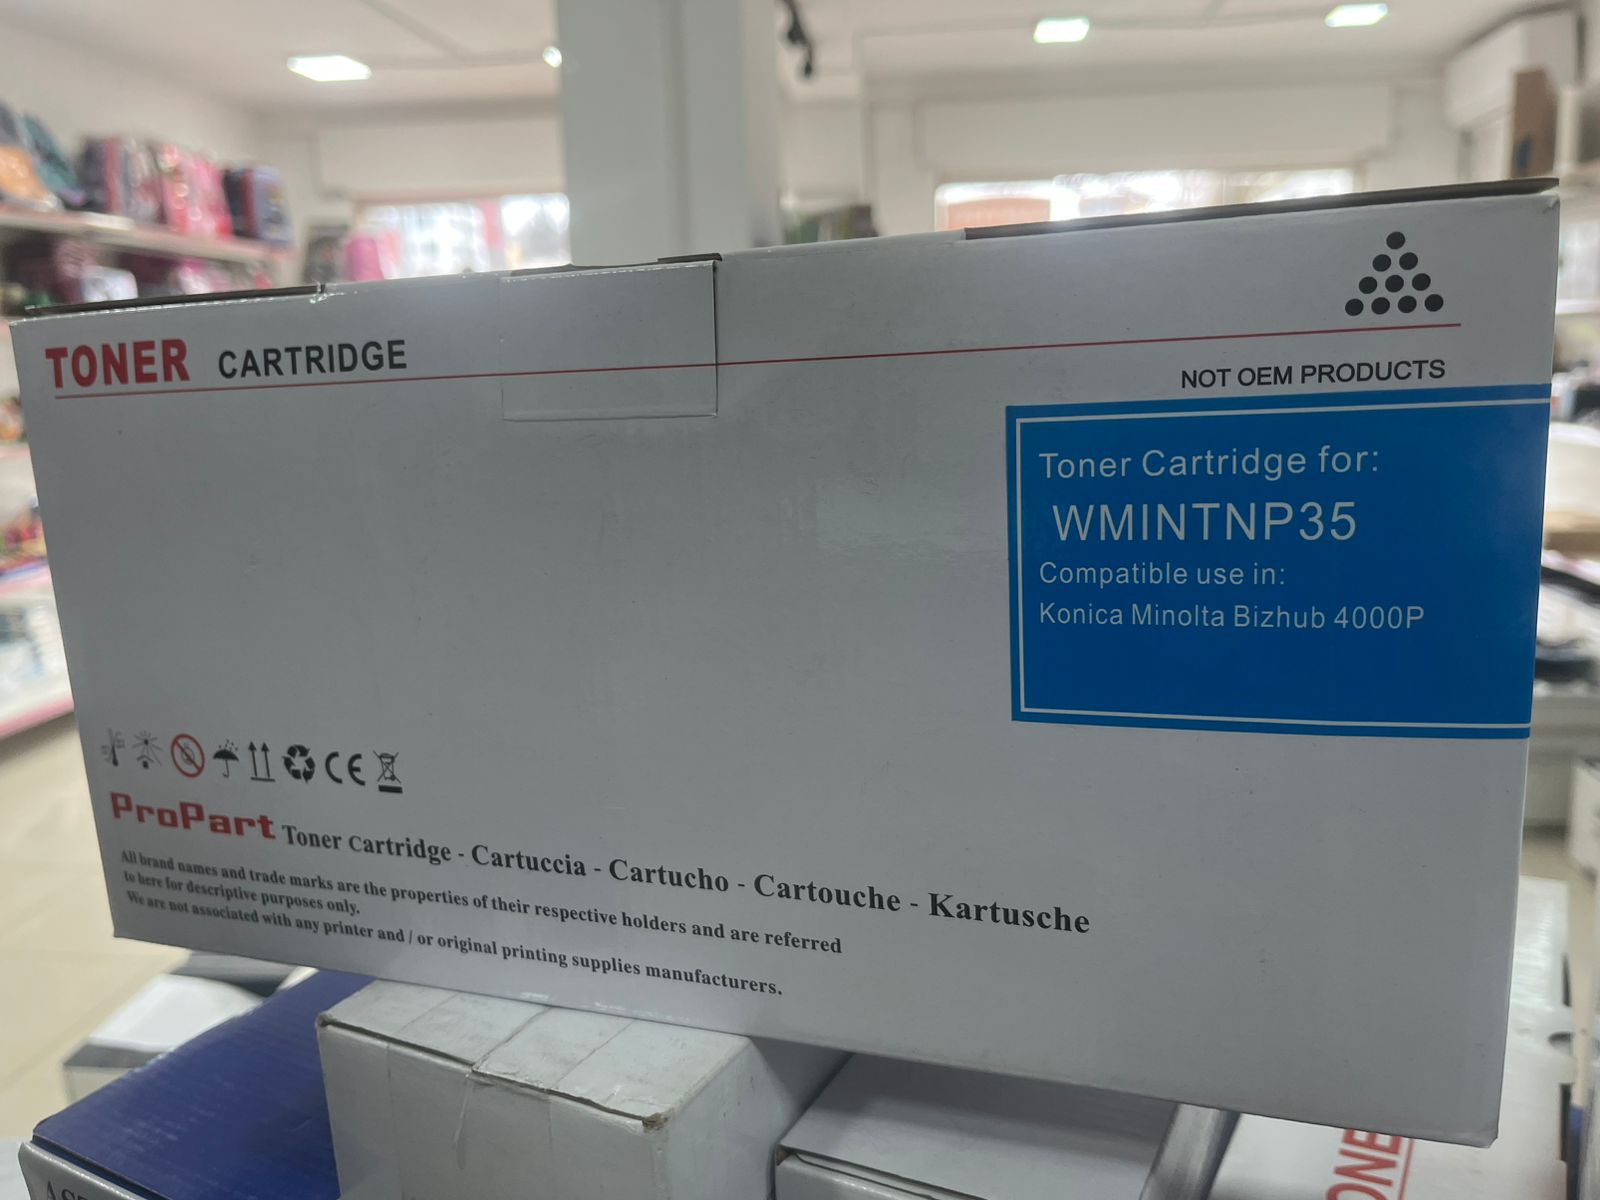 TONER CARTRIDGE
NOT OEM PRODUCTS
Toner Cartridge for:
WMINTNP35
Compatible use in:
Konica Minolta Bizhub 4000P
CE
ProPart Toner Cartridge - Cartuccia - Cartucho - Cartouche - Kartusche
All brand names and trade marks are the properties of their respective holders and are referred
to here for descriptive purposes only.
We are not associated with any printer and / or original printing supplies manufacturers.